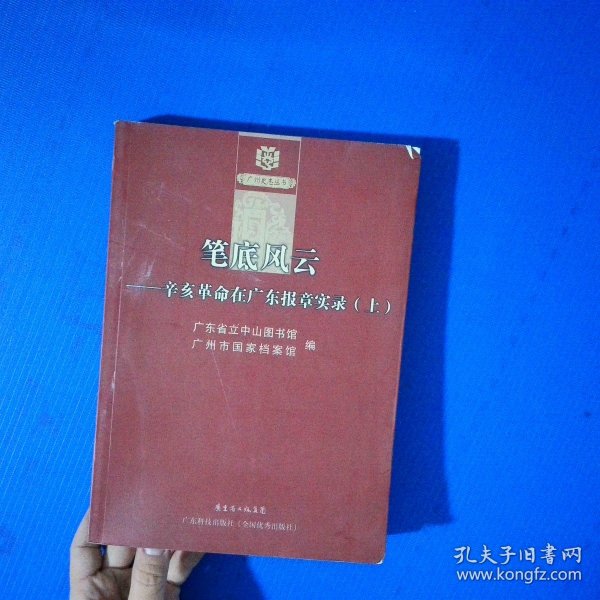 广州史志丛书
笔底风云
——辛亥革命在广东报章实录（上）
广东省立中山图书馆
广州市国家档案馆
编
广东省出版集团
广东科技出版社（全国优秀出版社）
孔夫子旧书网
www.kongfz.com